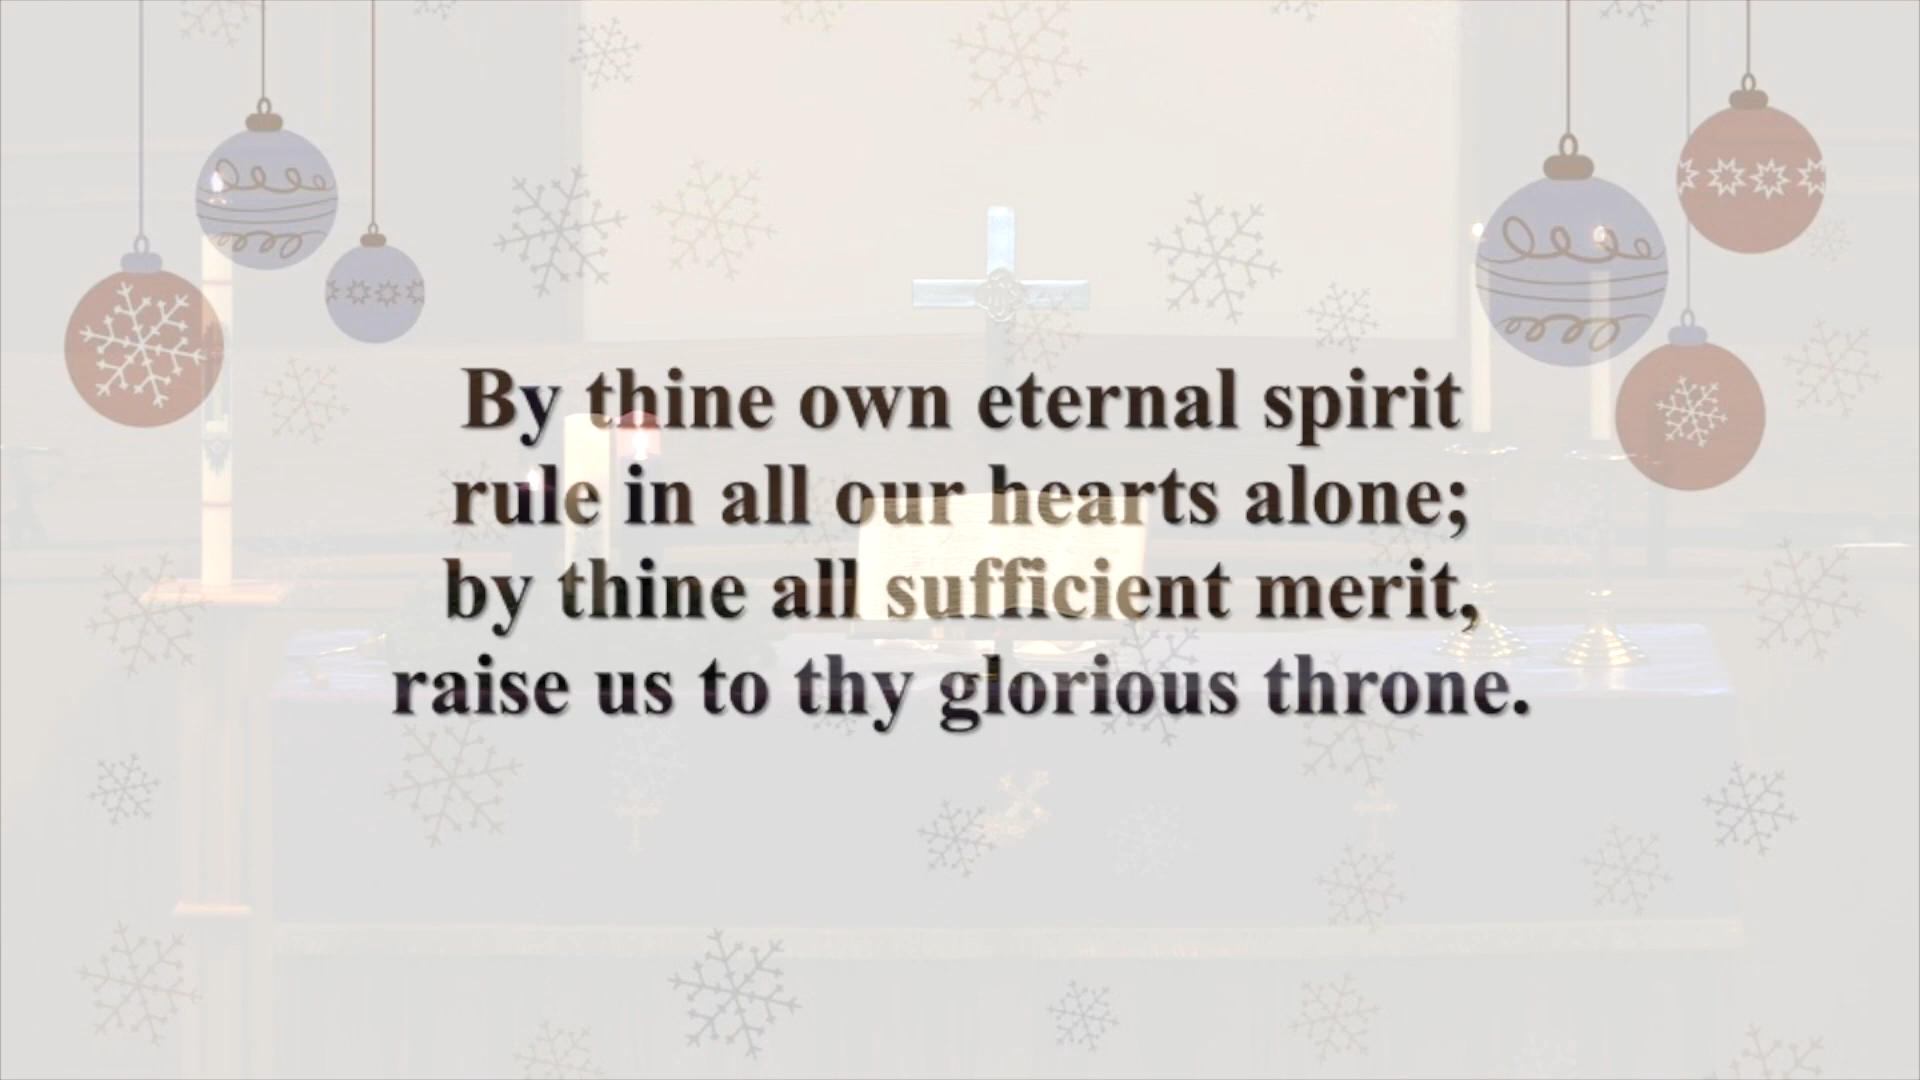 By thine own eternal spirit
rule in all our hearts alone;
by thine all sufficient merit,
raise us to thy glorious throne.